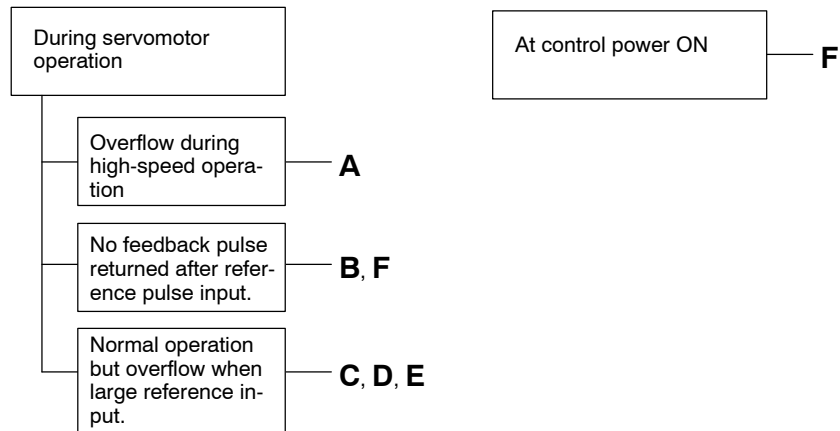 During servomotor
operation
Overflow during
high-speed opera-
tion
A
No feedback pulse
returned after refer-
ence pulse input.
B, F
Normal operation
but overflow when
large reference in-
put.
C, D, E
At control power ON
F